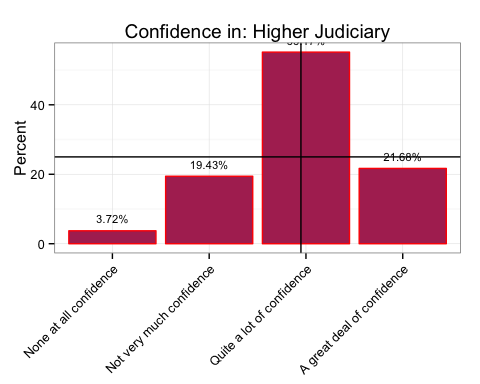 Confidence in: Higher Judiciary
Percent
40
20
0
3.72%
19.43%
21.68%
None at all confidence
Not very much confidence
Quite a lot of confidence
A great deal of confidence